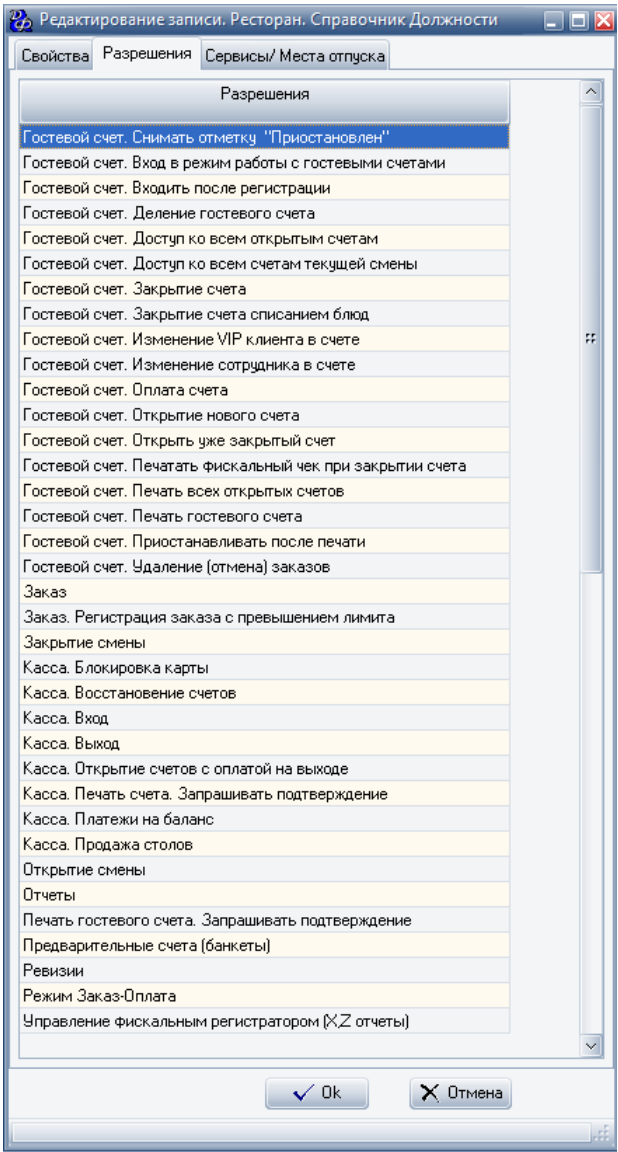 Редактирование записи. Ресторан. Справочник Должности
Свойства Разрешения Сервисы/ Места отпуска
Разрешения
Гостевой счет. Снимать отметку "Приостановлен"
Гостевой счет. Вход в режим работы с гостевыми счетами
Гостевой счет. Входить после регистрации
Гостевой счет. Деление гостевого счета
Гостевой счет. Доступ ко всем открытым счетам
Гостевой счет. Доступ ко всем счетам текущей смены
Гостевой счет. Закрытие счета
Гостевой счет. Закрытие счета списанием блюд
Гостевой счет. Изменение VIP клиента в счете
Гостевой счет. Изменение сотрудника в счете
Гостевой счет. Оплата счета
Гостевой счет. Открытие нового счета
Гостевой счет. Открыть уже закрытый счет
Гостевой счет. Печатать фискальный чек при закрытии счета
Гостевой счет. Печать всех открытых счетов
Гостевой счет. Печать гостевого счета
Гостевой счет. Приостанавливать после печати
Гостевой счет. Удаление (отмена) заказов
Заказ
Заказ. Регистрация заказа с превышением лимита
Закрытие смены
Касса. Блокировка карты
Касса. Восстановение счетов
Касса. Вход
Касса. Выход
Касса. Открытие счетов с оплатой на выходе
Касса. Печать счета. Запрашивать подтверждение
Касса. Платежи на баланс
Касса. Продажа столов
Открытие смены
Отчеты
Печать гостевого счета. Запрашивать подтверждение
Предварительные счета (банкеты)
Ревизии
Режим Заказ-Оплата
Управление фискальным регистратором (X,Z отчеты)
Ok Отмена